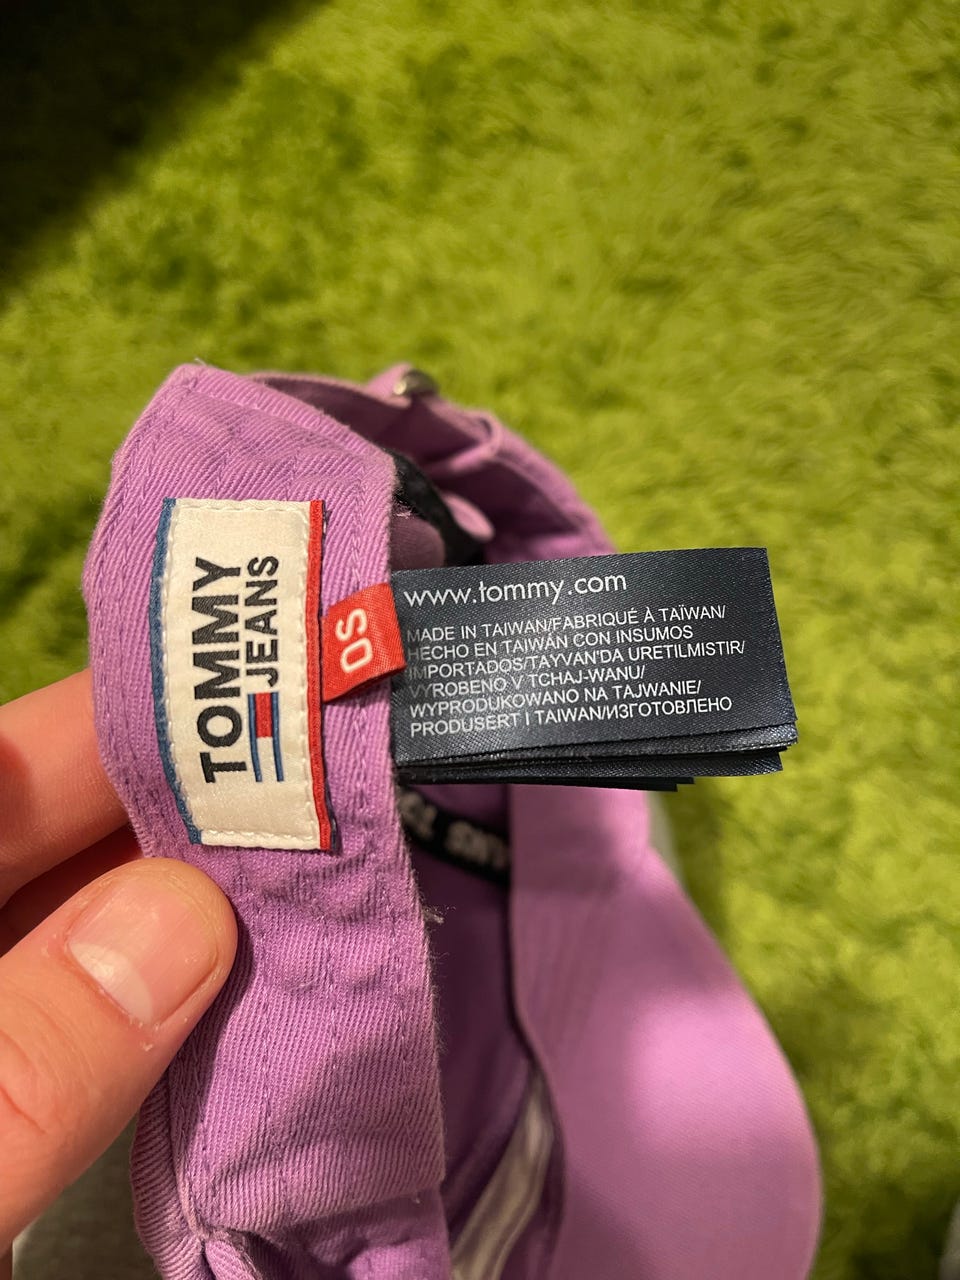 TOMMY
JEANS
OS
www.tommy.com
MADE IN TAIWAN/FABRIQUÉ À TAÏWAN/
HECHO EN TAIWÁN CON INSUMOS
IMPORTADOS/TAYVAN'DA URETILMISTIR/
VYROBENO V TCHAJ-WANU/
WYPRODUKOWANO NA TAJWANIE/
PRODUSERT I TAIWAN/ИЗГОТОВЛЕНО